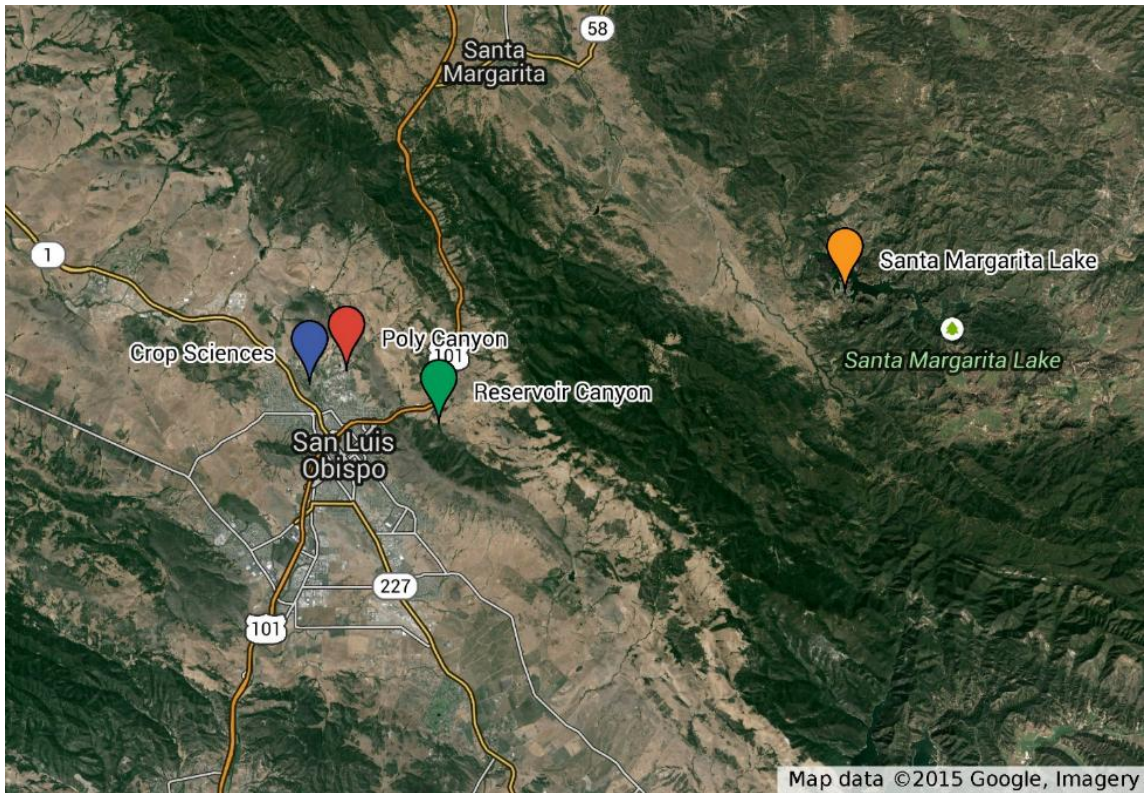 58
Santa
Margarita
1
Santa Margarita Lake
Crop Sciences
Poly Canyon
101
Santa Margarita Lake
Reservoir Canyon
San Luis
Obispo
227
101
Map data ©2015 Google, Imagery